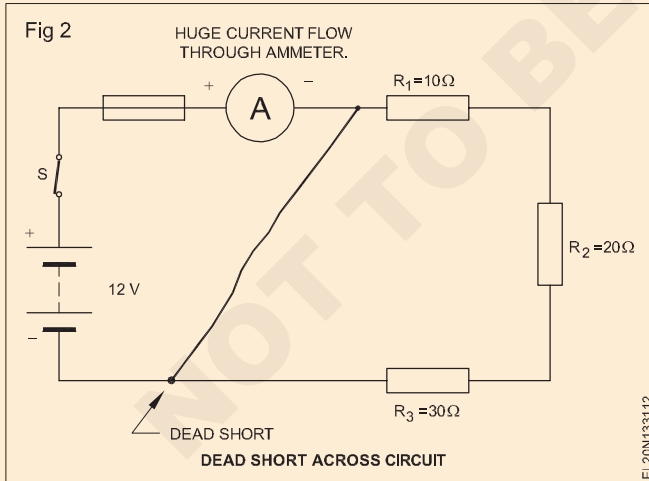 Fig 2
HUGE CURRENT FLOW
THROUGH AMMETER.
+
A
–
R1=10Ω
S
+
12 V
–
R2=20Ω
R3=30Ω
DEAD SHORT
DEAD SHORT ACROSS CIRCUIT
EL20N133112
NOT TO BE